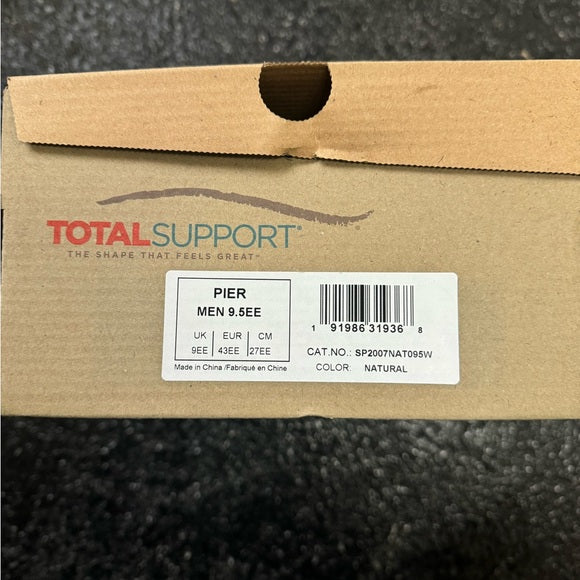 TOTALSUPPORT®
THE SHAPE THAT FEELS GREAT™
PIER
MEN 9.5EE
UK EUR CM
9EE 43EE 27EE
Made in China /Fabriqué en Chine
1 91986 31936 8
CAT.NO.: SP2007NAT095W
COLOR: NATURAL